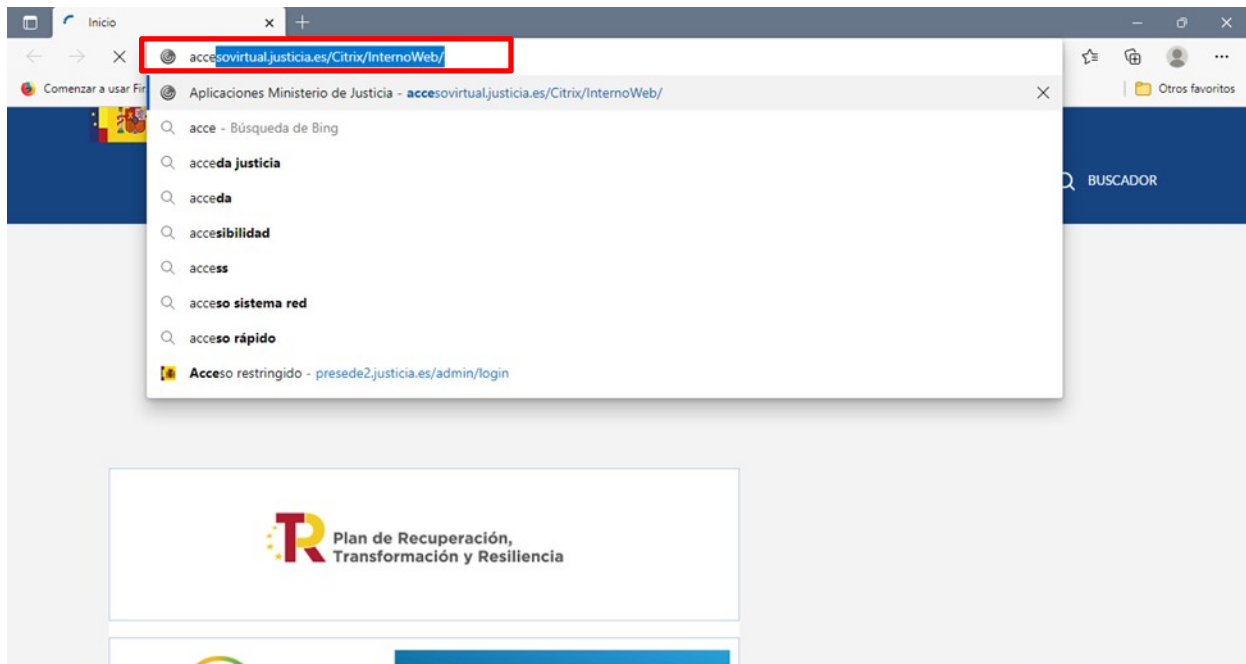 Inicio
accesovirtual.justicia.es/Citrix/InternoWeb/
Comenzar a usar Fir
Otros favoritos
Aplicaciones Ministerio de Justicia - accesovirtual.justicia.es/Citrix/InternoWeb/
acce - Búsqueda de Bing
acceda justicia
BUSCADOR
acceda
accesibilidad
access
acceso sistema red
acceso rápido
Acceso restringido - presede2.justicia.es/admin/login
TR
Plan de Recuperación,
Transformación y Resiliencia